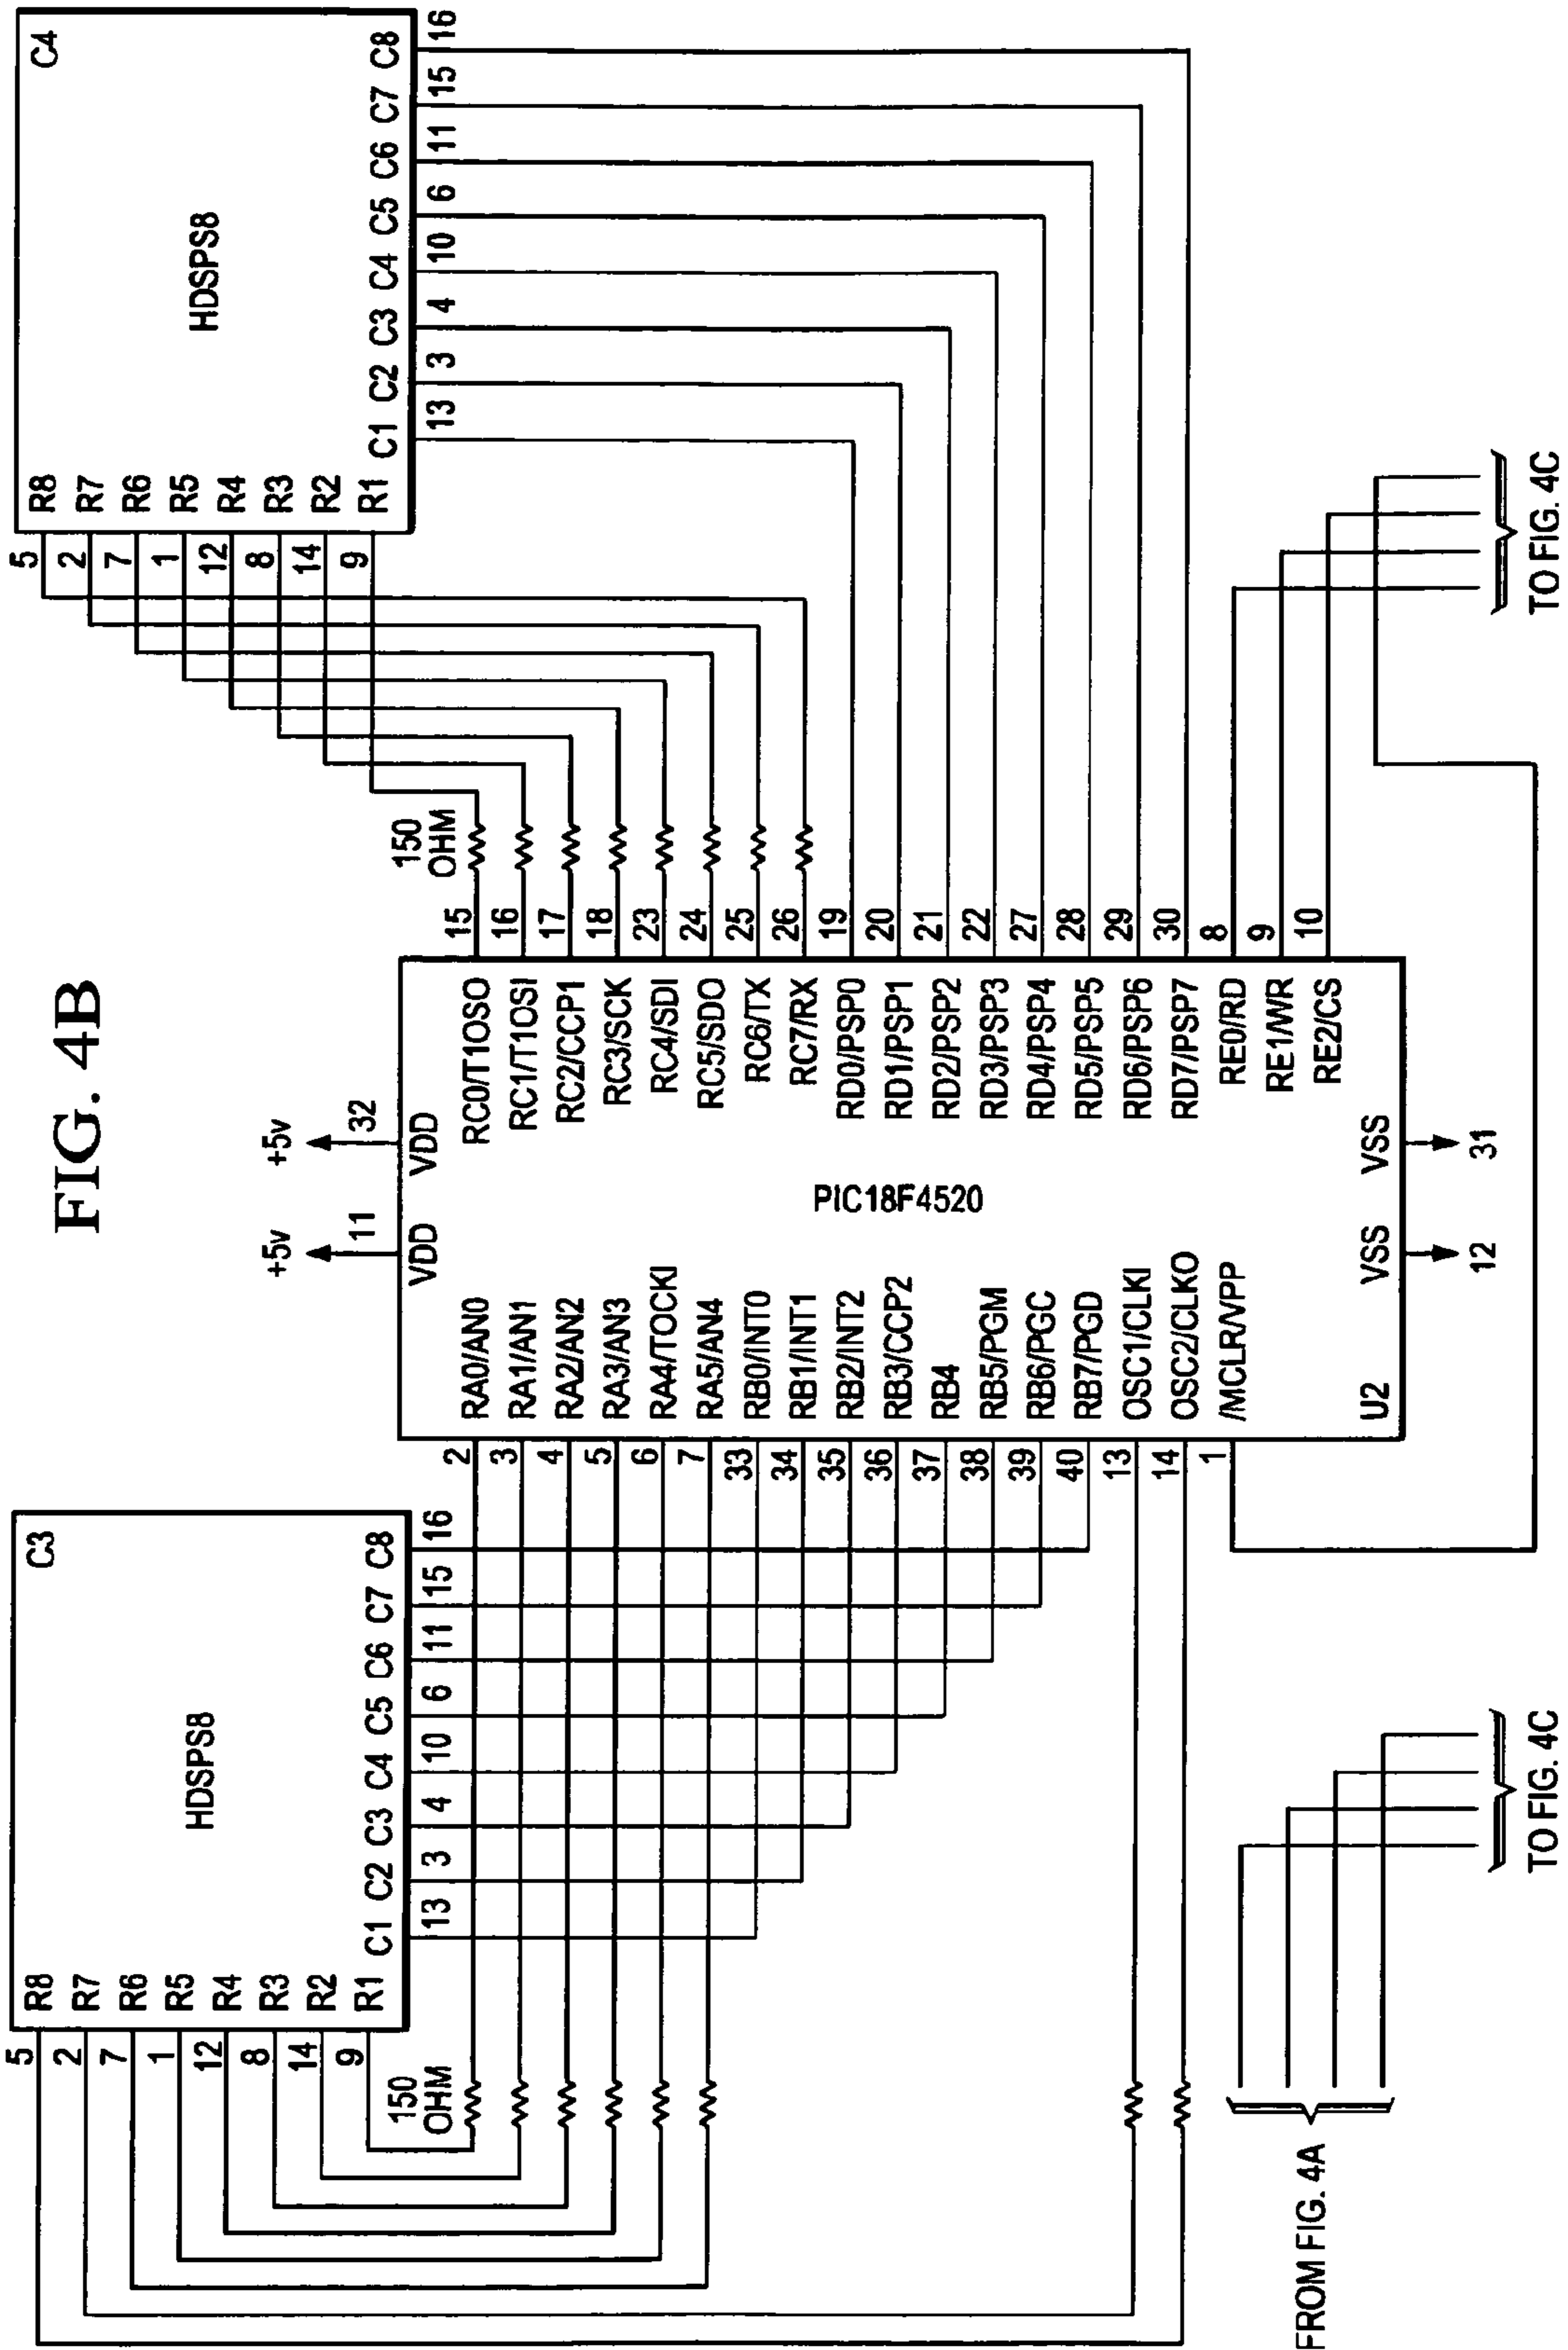 FIG. 4B
C3
HDSPS8
R8
R7
R6
R5
R4
R3
R2
R1
5
2
7
1
12
8
14
9
C1 C2 C3 C4 C5 C6 C7 C8
13 3 4 10 6 11 15 16
150
OHM
C4
HDSPS8
R8
R7
R6
R5
R4
R3
R2
R1
5
2
7
1
12
8
14
9
C1 C2 C3 C4 C5 C6 C7 C8
13 3 4 10 6 11 15 16
150
OHM
+5v +5v
11 32
VDD VDD
2 RA0/AN0
3 RA1/AN1
4 RA2/AN2
5 RA3/AN3
6 RA4/TOCKI
7 RA5/AN4
33 RB0/INT0
34 RB1/INT1
35 RB2/INT2
36 RB3/CCP2
37 RB4
38 RB5/PGM
39 RB6/PGC
40 RB7/PGD
13 OSC1/CLKI
14 OSC2/CLKO
1 /MCLR/VPP
PIC18F4520
RC0/T1OSO 15
RC1/T1OSI 16
RC2/CCP1 17
RC3/SCK 18
RC4/SDI 23
RC5/SDO 24
RC6/TX 25
RC7/RX 26
RD0/PSP0 19
RD1/PSP1 20
RD2/PSP2 21
RD3/PSP3 22
RD4/PSP4 27
RD5/PSP5 28
RD6/PSP6 29
RD7/PSP7 30
RE0/RD 8
RE1/WR 9
RE2/CS 10
U2
VSS VSS
12 31
FROM FIG. 4A
TO FIG. 4C
TO FIG. 4C